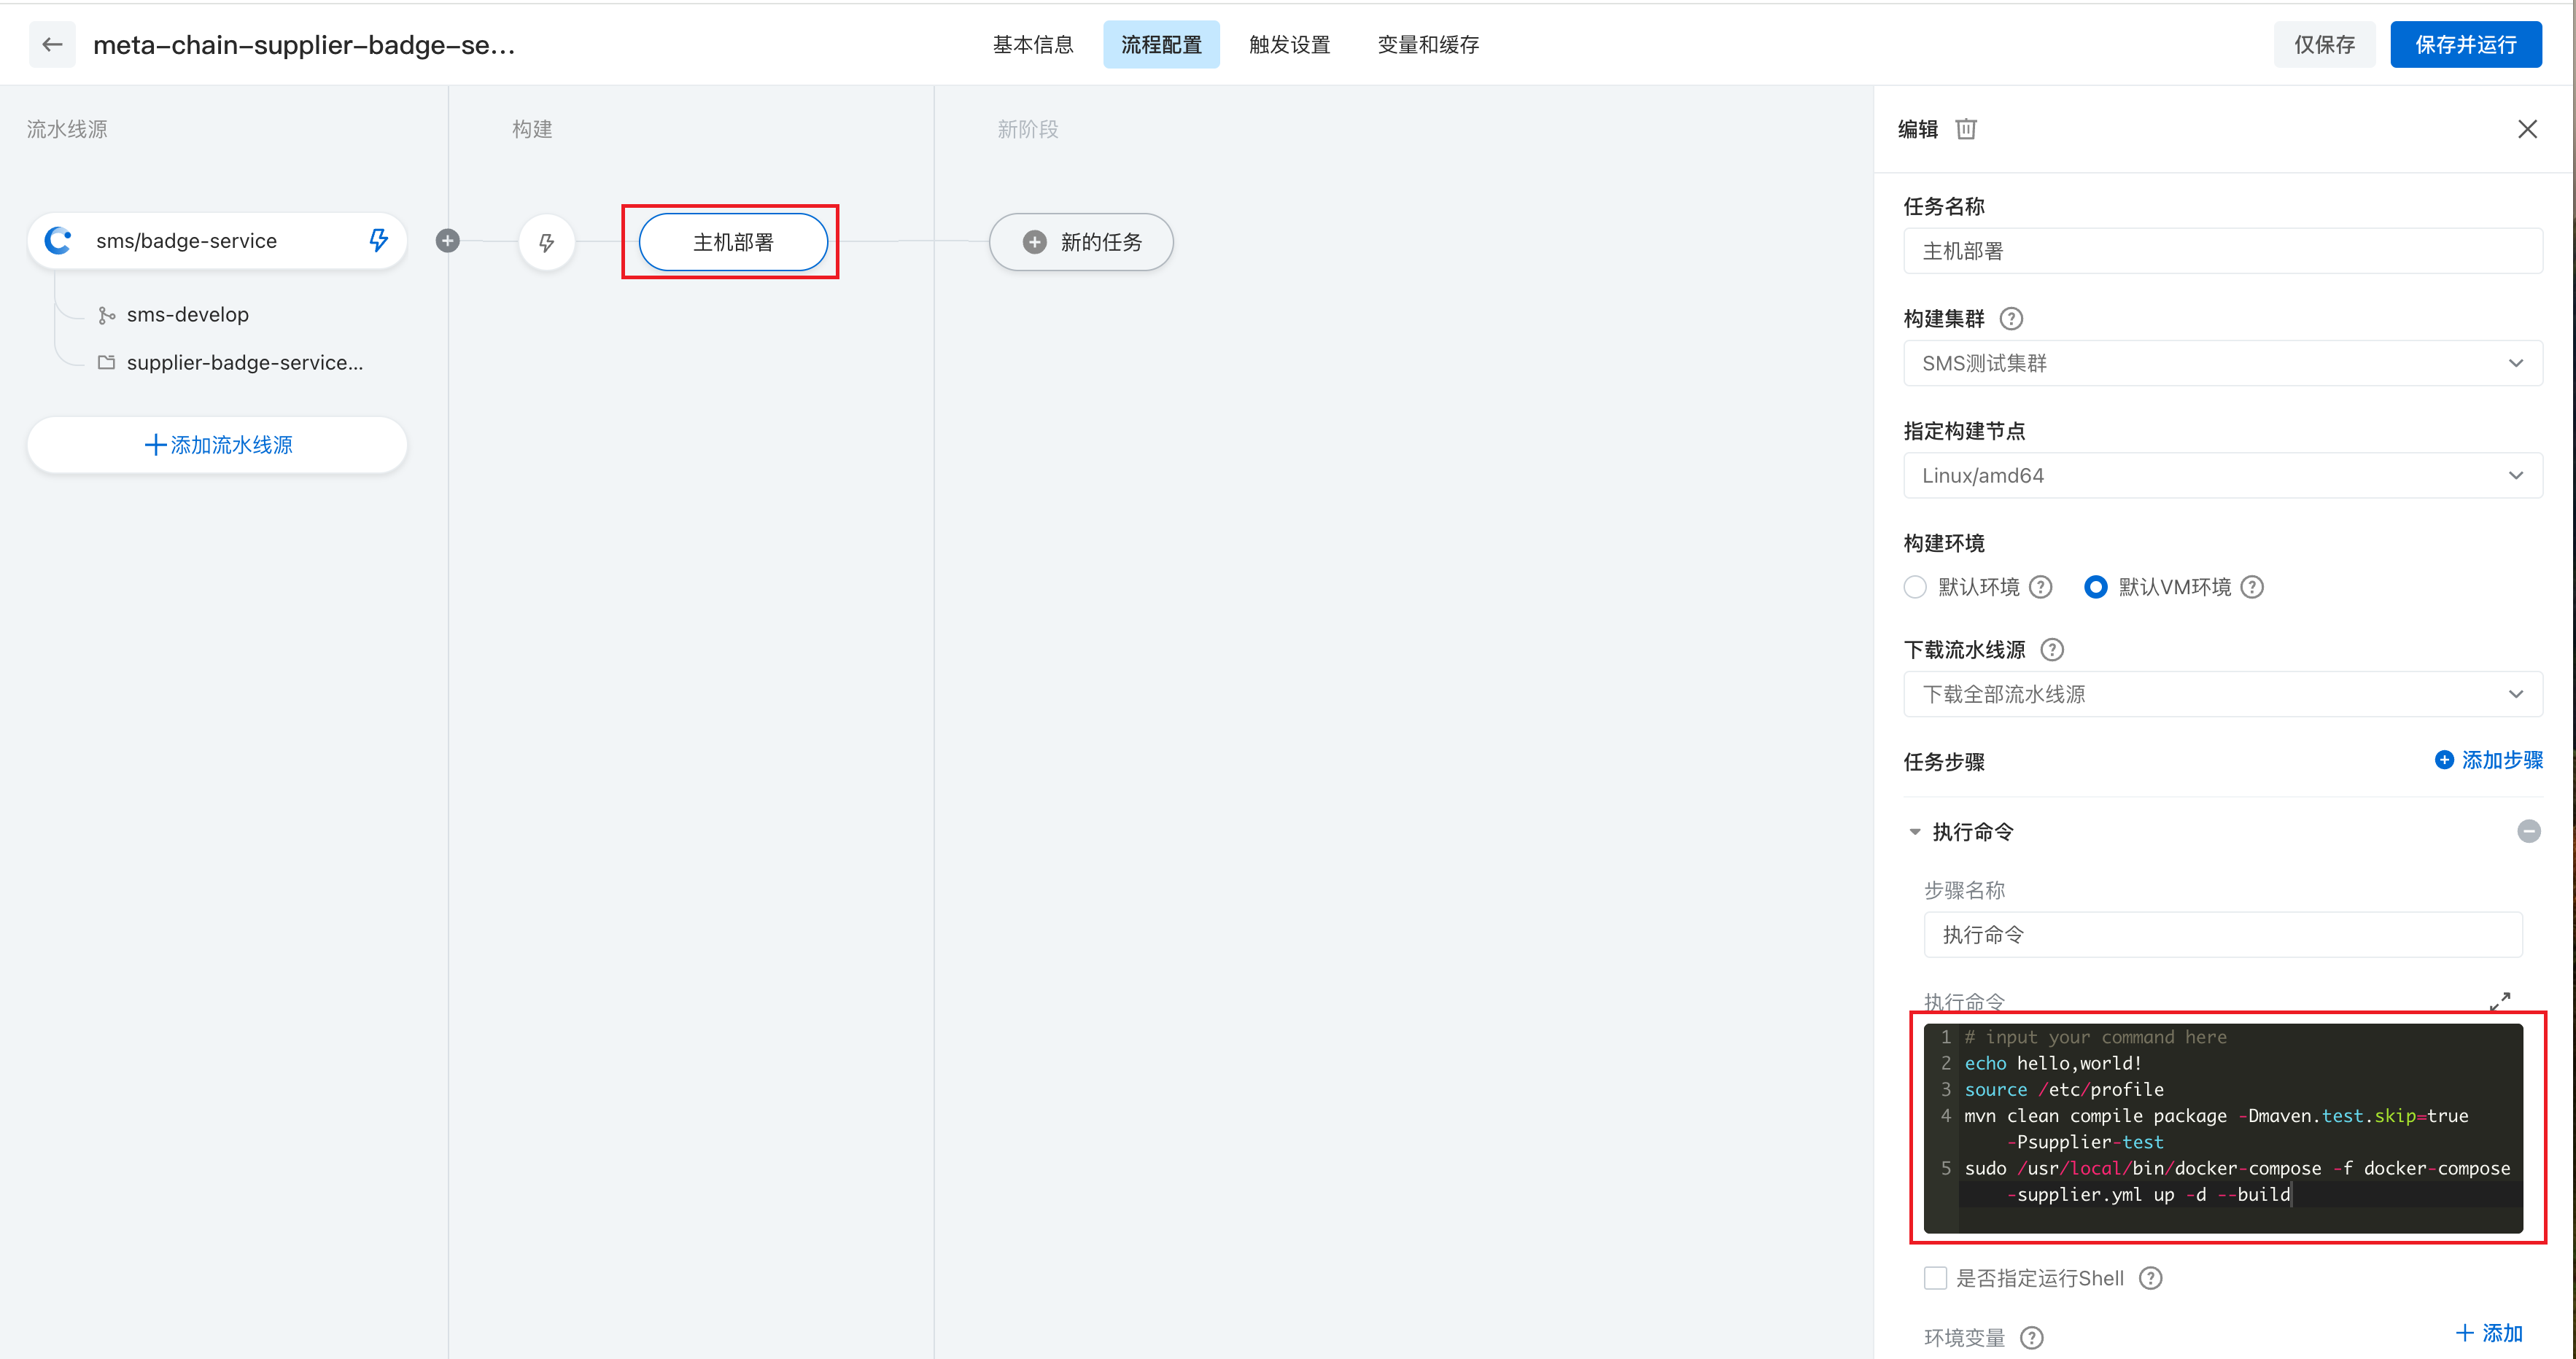 meta-chain-supplier-badge-se...
基本信息
流程配置
触发设置
变量和缓存
仅保存
保存并运行
流水线源
sms/badge-service
sms-develop
supplier-badge-service...
添加流水线源
构建
主机部署
新阶段
新的任务
编辑
任务名称
主机部署
构建集群
SMS测试集群
指定构建节点
Linux/amd64
构建环境
默认环境
默认VM环境
下载流水线源
下载全部流水线源
任务步骤
添加步骤
执行命令
步骤名称
执行命令
执行命令
1 # input your command here
2 echo hello,world!
3 source /etc/profile
4 mvn clean compile package -Dmaven.test.skip=true
-Psupplier-test
5 sudo /usr/local/bin/docker-compose -f docker-compose
-supplier.yml up -d --build
是否指定运行Shell
环境变量
添加